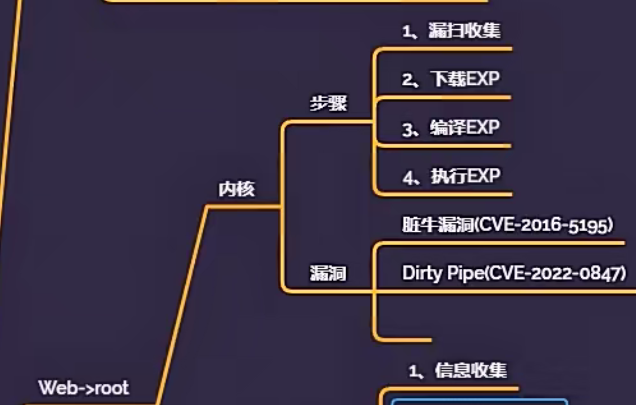 1、漏扫收集
2、下载EXP
步骤
3、编译EXP
4、执行EXP
内核
脏牛漏洞(CVE-2016-5195)
漏洞
Dirty Pipe(CVE-2022-0847)
1、信息收集
Web->root